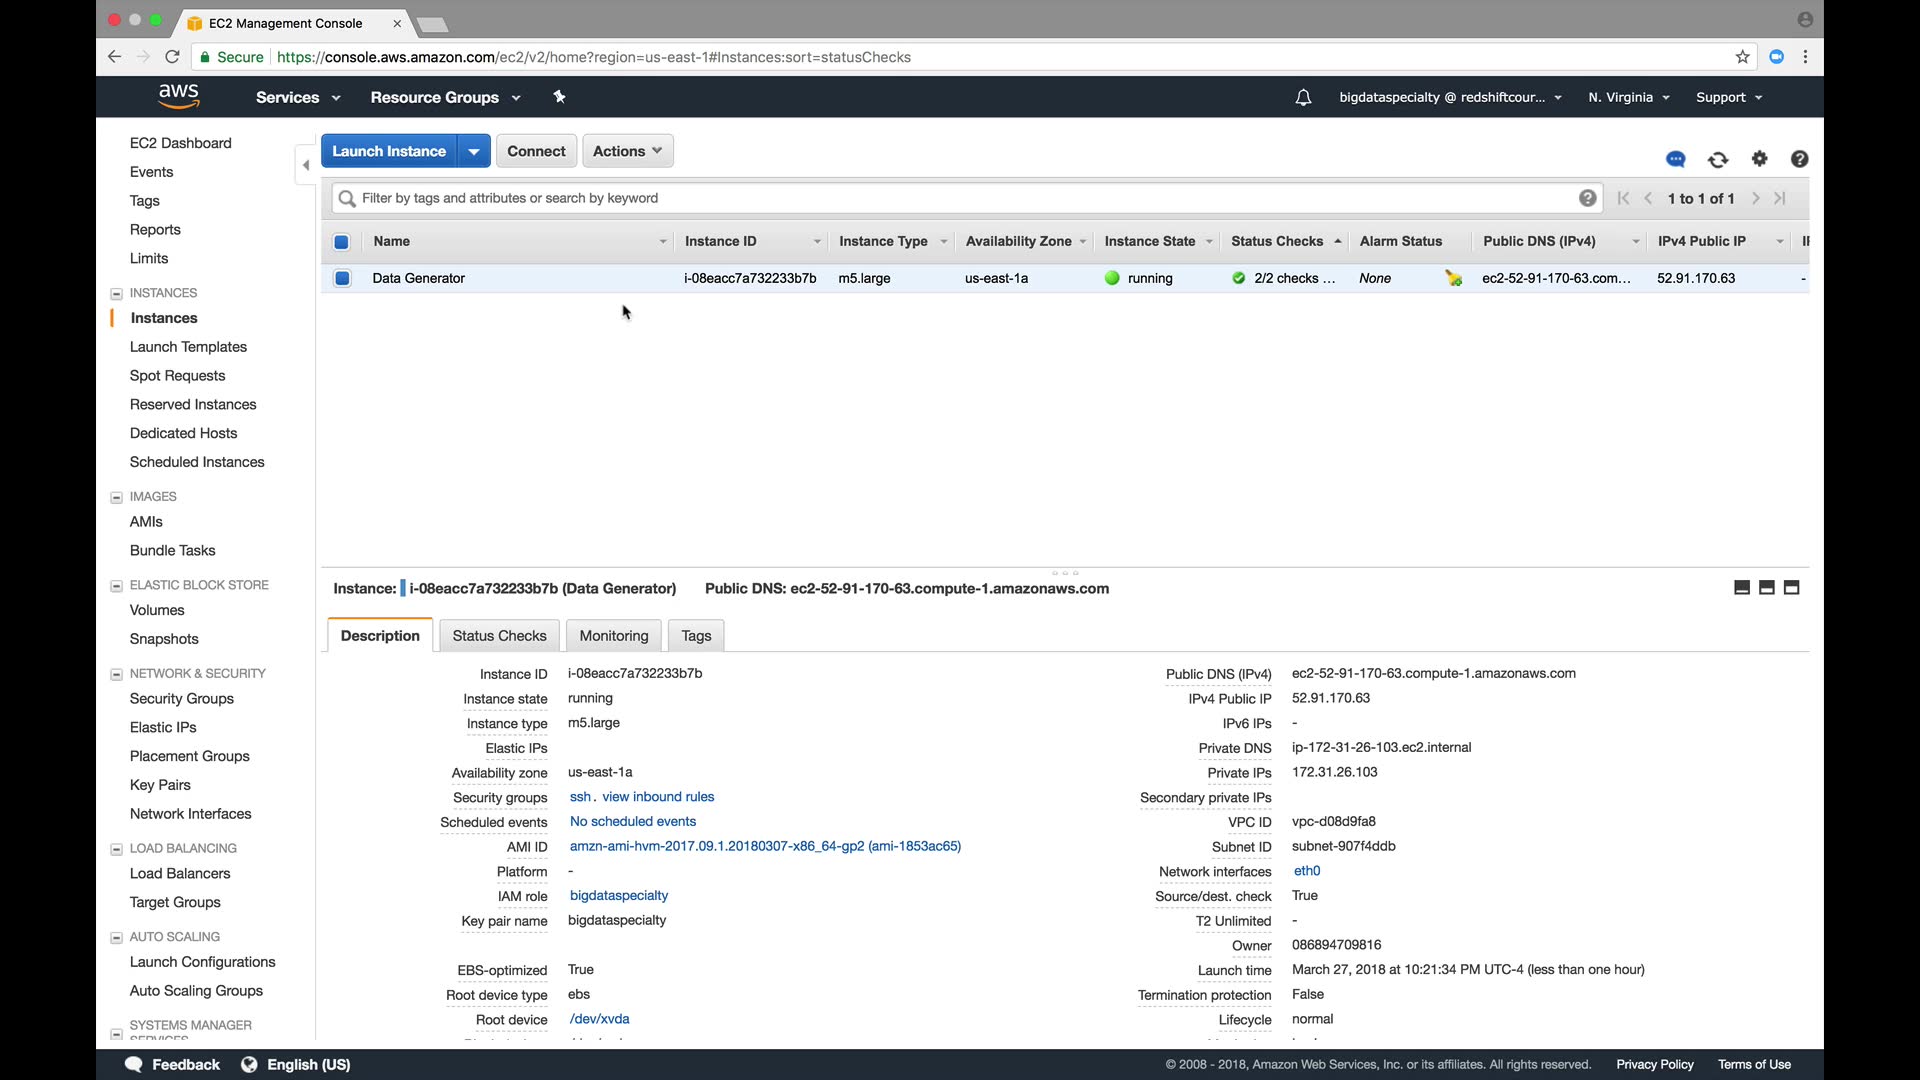 EC2 Management Console
Secure https://console.aws.amazon.com/ec2/v2/home?region=us-east-1#Instances:sort=statusChecks
aws Services Resource Groups bigdataspecialty @ redshiftcour... N. Virginia Support
EC2 Dashboard
Events
Tags
Reports
Limits
INSTANCES
Instances
Launch Templates
Spot Requests
Reserved Instances
Dedicated Hosts
Scheduled Instances
IMAGES
AMIs
Bundle Tasks
ELASTIC BLOCK STORE
Volumes
Snapshots
NETWORK & SECURITY
Security Groups
Elastic IPs
Placement Groups
Key Pairs
Network Interfaces
LOAD BALANCING
Load Balancers
Target Groups
AUTO SCALING
Launch Configurations
Auto Scaling Groups
SYSTEMS MANAGER
SERVICES
Launch Instance Connect Actions
Filter by tags and attributes or search by keyword 1 to 1 of 1
Name Instance ID Instance Type Availability Zone Instance State Status Checks Alarm Status Public DNS (IPv4) IPv4 Public IP
Data Generator i-08eacc7a732233b7b m5.large us-east-1a running 2/2 checks ... None ec2-52-91-170-63.com... 52.91.170.63 -
Instance: i-08eacc7a732233b7b (Data Generator) Public DNS: ec2-52-91-170-63.compute-1.amazonaws.com
Description Status Checks Monitoring Tags
Instance ID i-08eacc7a732233b7b
Instance state running
Instance type m5.large
Elastic IPs
Availability zone us-east-1a
Security groups ssh. view inbound rules
Scheduled events No scheduled events
AMI ID amzn-ami-hvm-2017.09.1.20180307-x86_64-gp2 (ami-1853ac65)
Platform -
IAM role bigdataspecialty
Key pair name bigdataspecialty
EBS-optimized True
Root device type ebs
Root device /dev/xvda
Public DNS (IPv4) ec2-52-91-170-63.compute-1.amazonaws.com
IPv4 Public IP 52.91.170.63
IPv6 IPs -
Private DNS ip-172-31-26-103.ec2.internal
Private IPs 172.31.26.103
Secondary private IPs
VPC ID vpc-d08d9fa8
Subnet ID subnet-907f4ddb
Network interfaces eth0
Source/dest. check True
T2 Unlimited -
Owner 086894709816
Launch time March 27, 2018 at 10:21:34 PM UTC-4 (less than one hour)
Termination protection False
Lifecycle normal
Feedback English (US) © 2008 - 2018, Amazon Web Services, Inc. or its affiliates. All rights reserved. Privacy Policy Terms of Use